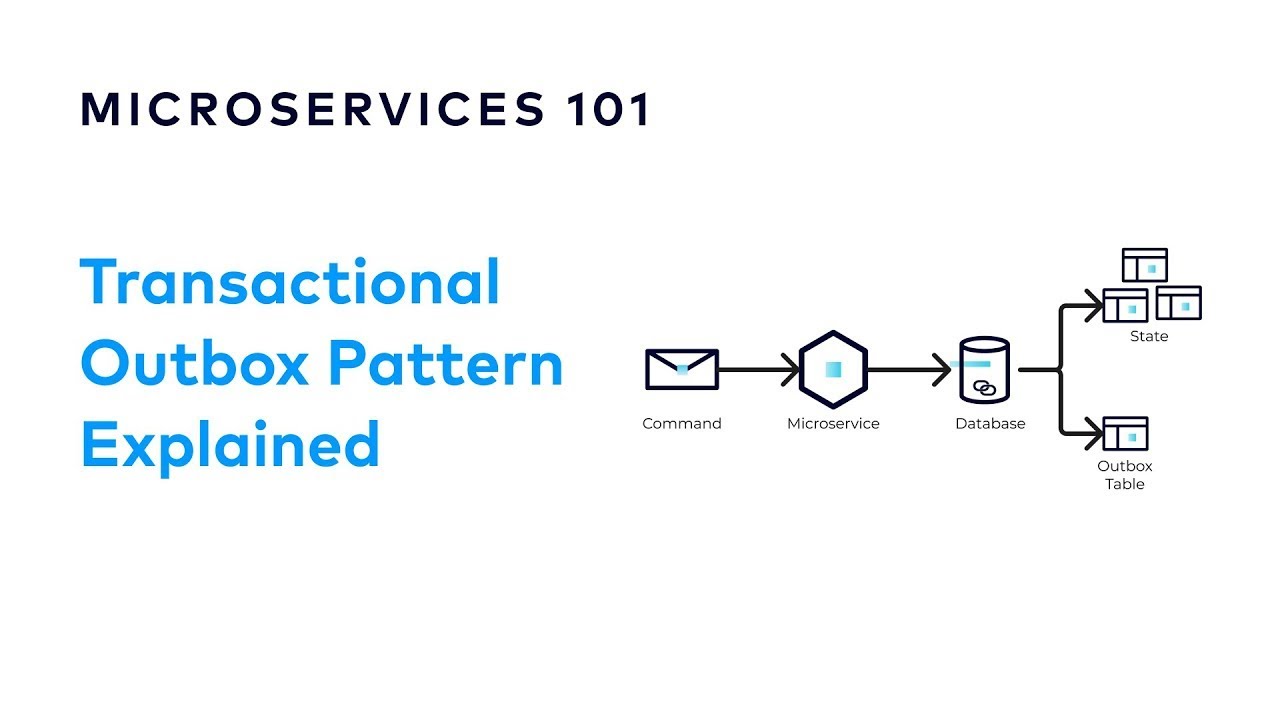 MICROSERVICES 101
Transactional
Outbox Pattern
Explained
Command
Microservice
Database
State
Outbox
Table